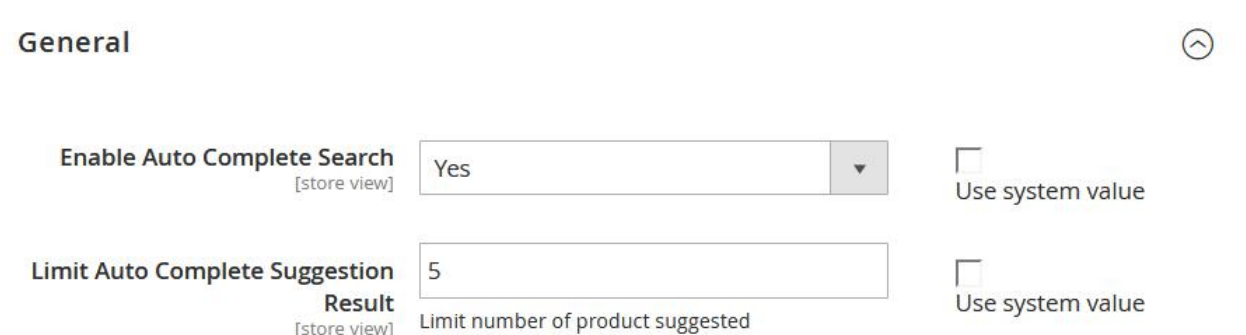 General
Enable Auto Complete Search
[store view]
Yes
Use system value
Limit Auto Complete Suggestion
Result
[store view]
5
Limit number of product suggested
Use system value